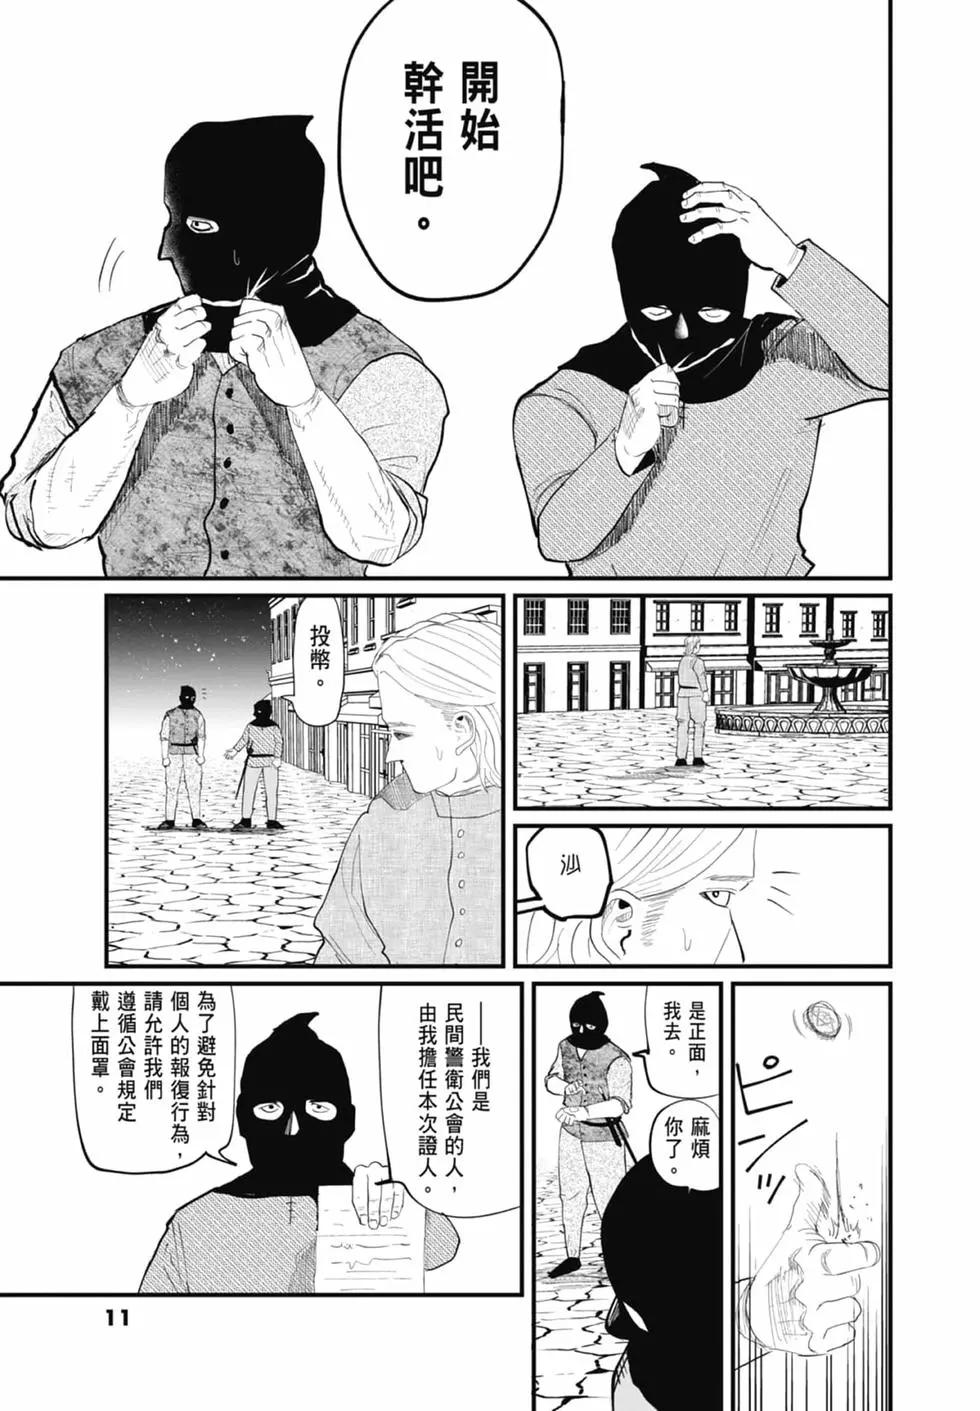 開始
幹活吧。
投幣。
汕
是正面，
我去。
麻煩
你了。
ピッ
——我們是
民間警衛公會的人，
由我擔任本次證人。
為了避免針對
個人的報復行為，
請允許我們
遵循公會規定
戴上面罩。
11